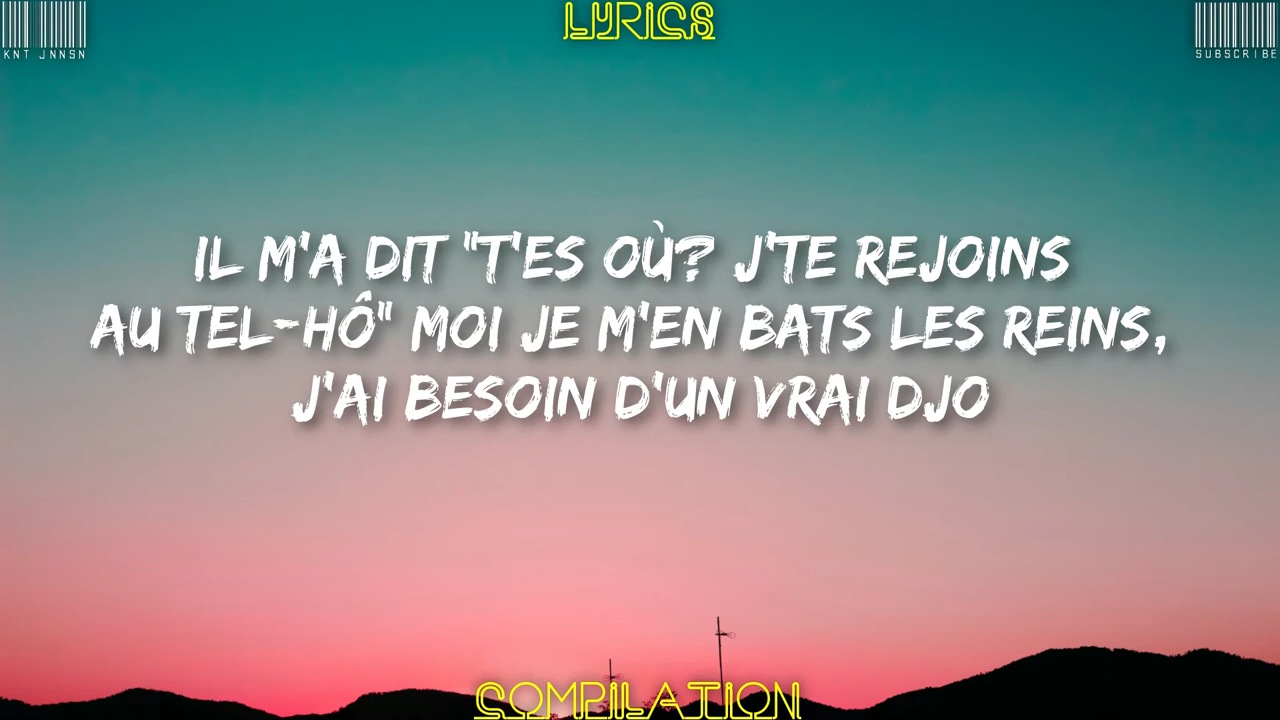 LYRICS
KNT JNNSN
SUBSCRIBE
IL M'A DIT "T'ES OÙ? J'TE REJOINS
AU TEL-HÔ" MOI JE M'EN BATS LES REINS,
J'AI BESOIN D'UN VRAI DJO
COMPILATION